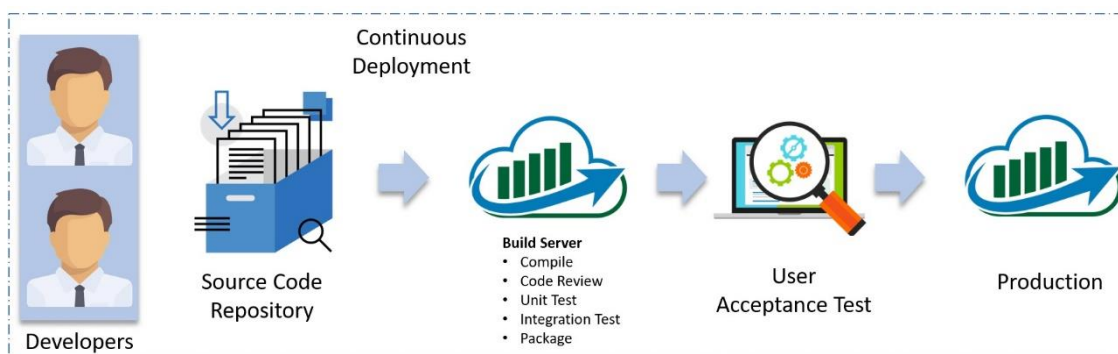 Continuous
Deployment
Developers
Source Code
Repository
Build Server
• Compile
• Code Review
• Unit Test
• Integration Test
• Package
User
Acceptance Test
Production